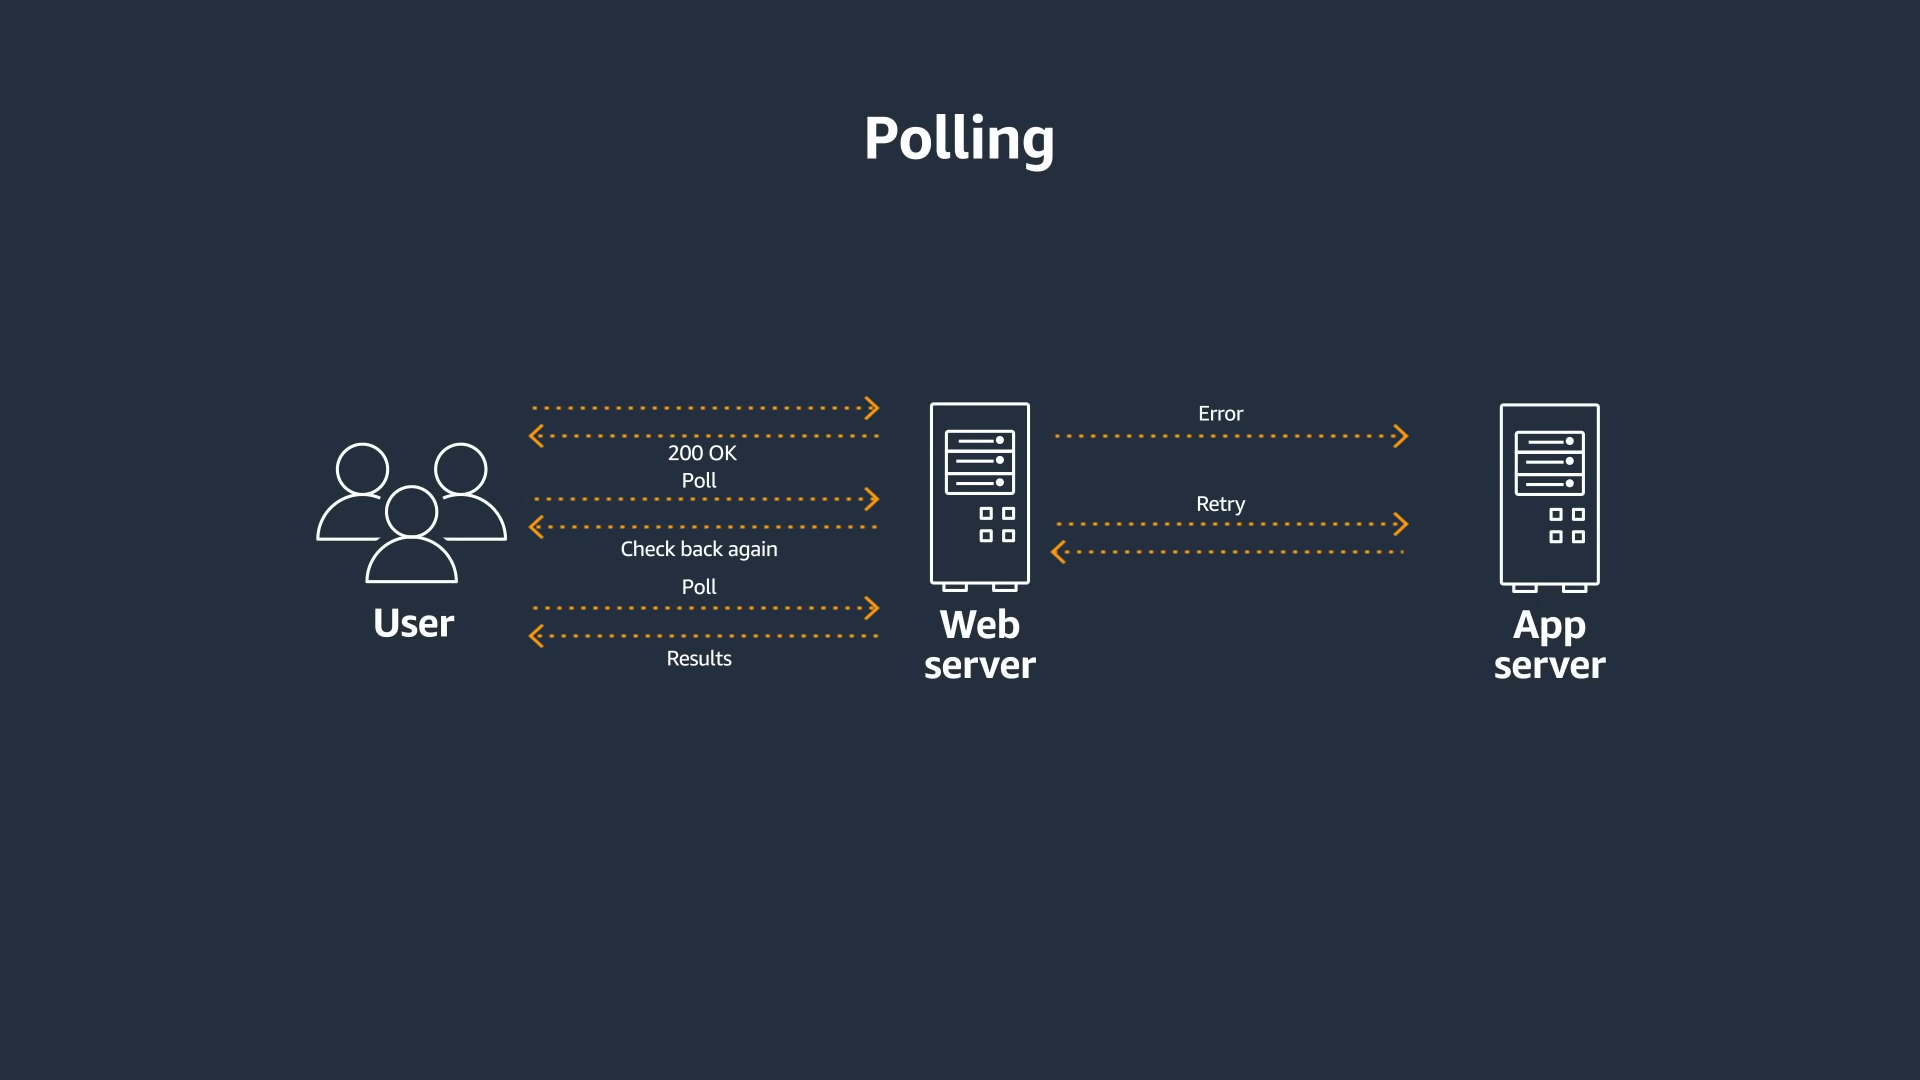 Polling
200 OK
Poll
Check back again
Poll
Results
Error
Retry
User
Web
server
App
server